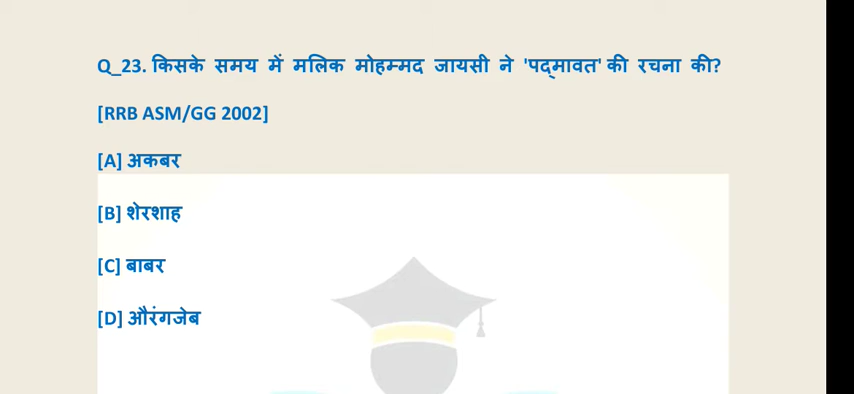 Q_23. किसके समय में मलिक मोहम्मद जायसी ने 'पद्मावत' की रचना की?
[RRB ASM/GG 2002]
[A] अकबर
[B] शेरशाह
[C] बाबर
[D] औरंगजेब